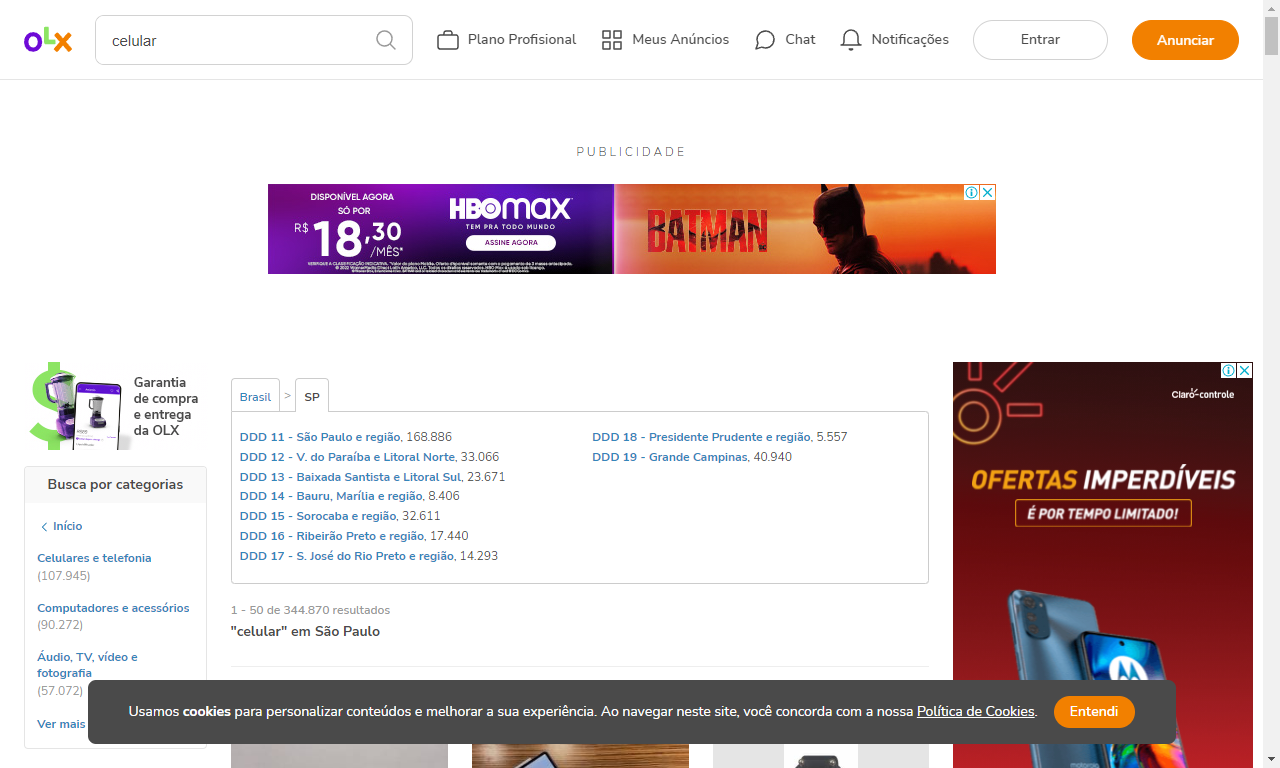 OLX
celular
Plano Profisional
Meus Anúncios
Chat
Notificações
Entrar
Anunciar
PUBLICIDADE
DISPONÍVEL AGORA
SÓ POR
R$ 18,30 /MÊS*
HBOMAX
TEM PRA TODO MUNDO
ASSINE AGORA
BATMAN
Garantia
de compra
e entrega
da OLX
Brasil > SP
DDD 11 - São Paulo e região, 168.886
DDD 12 - V. do Paraíba e Litoral Norte, 33.066
DDD 13 - Baixada Santista e Litoral Sul, 23.671
DDD 14 - Bauru, Marília e região, 8.406
DDD 15 - Sorocaba e região, 32.611
DDD 16 - Ribeirão Preto e região, 17.440
DDD 17 - S. José do Rio Preto e região, 14.293
DDD 18 - Presidente Prudente e região, 5.557
DDD 19 - Grande Campinas, 40.940
Busca por categorias
Início
Celulares e telefonia
(107.945)
Computadores e acessórios
(90.272)
Áudio, TV, vídeo e
fotografia
(57.072)
Ver mais
1 - 50 de 344.870 resultados
"celular" em São Paulo
Claro-controle
OFERTAS IMPERDÍVEIS
É POR TEMPO LIMITADO!
Usamos cookies para personalizar conteúdos e melhorar a sua experiência. Ao navegar neste site, você concorda com a nossa Política de Cookies.
Entendi